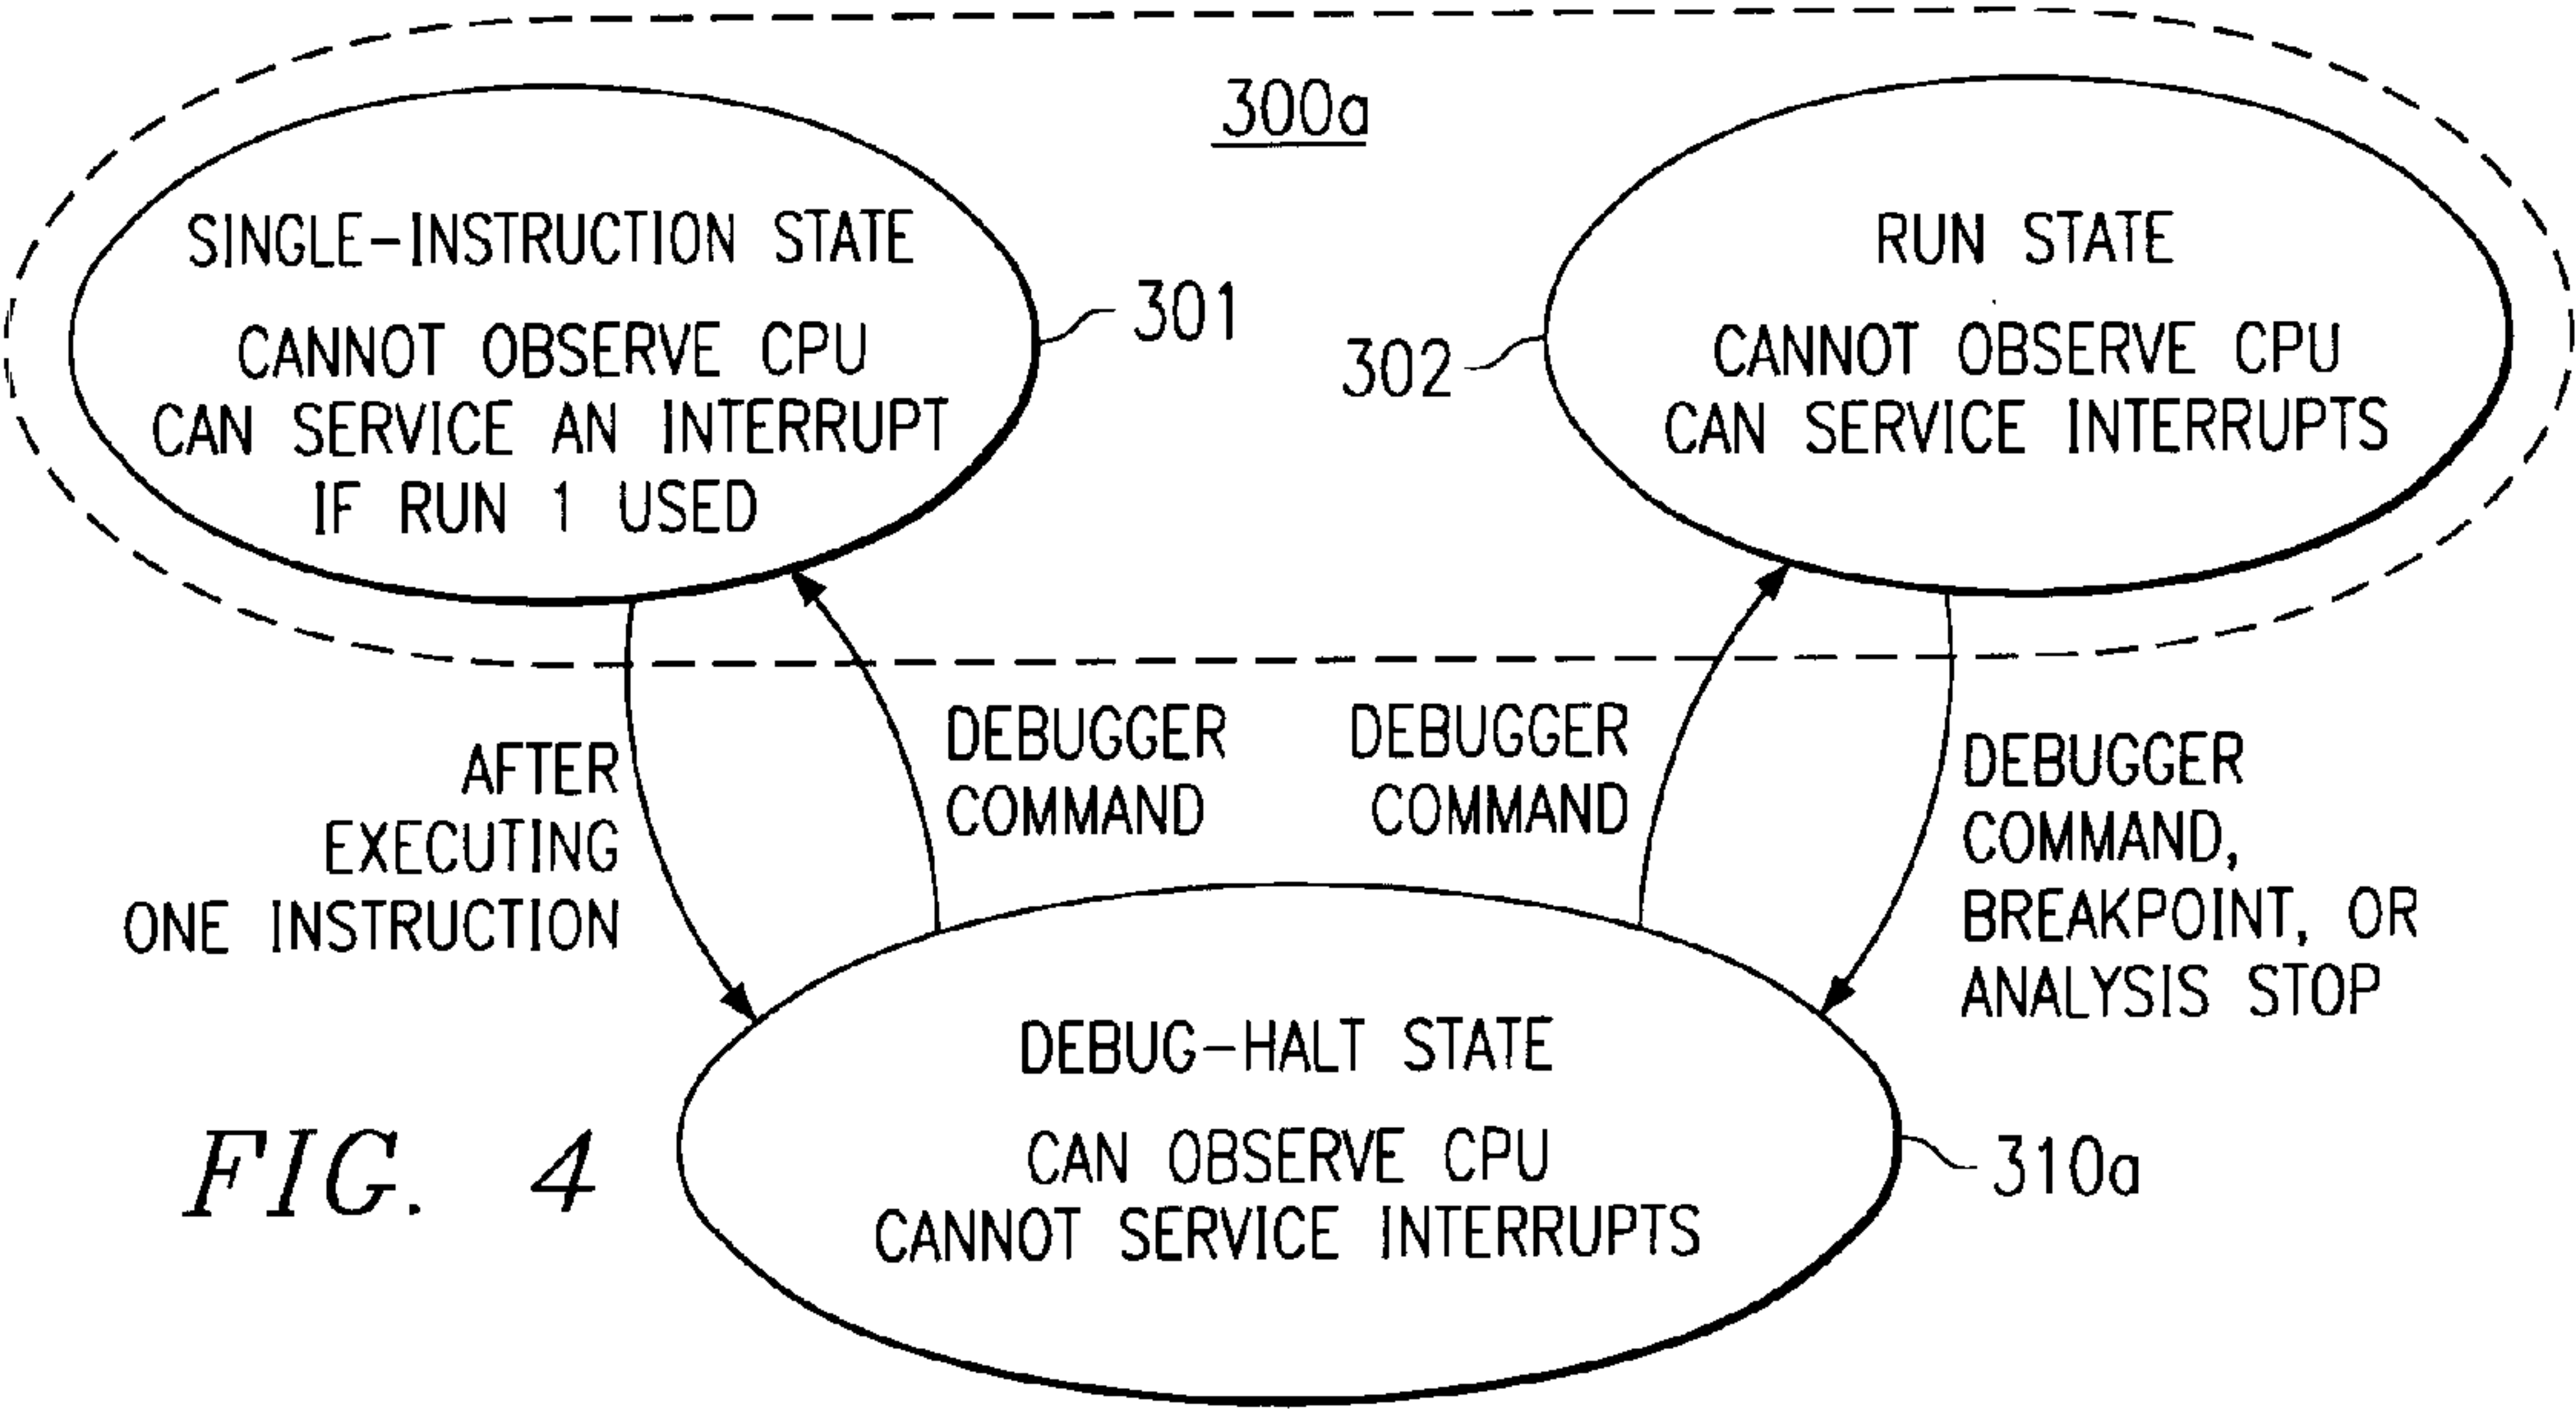 300a
SINGLE-INSTRUCTION STATE
CANNOT OBSERVE CPU
CAN SERVICE AN INTERRUPT
IF RUN 1 USED
301
RUN STATE
CANNOT OBSERVE CPU
CAN SERVICE INTERRUPTS
302
AFTER
EXECUTING
ONE INSTRUCTION
DEBUGGER
COMMAND
DEBUGGER
COMMAND
DEBUGGER
COMMAND,
BREAKPOINT, OR
ANALYSIS STOP
DEBUG-HALT STATE
CAN OBSERVE CPU
CANNOT SERVICE INTERRUPTS
310a
FIG. 4